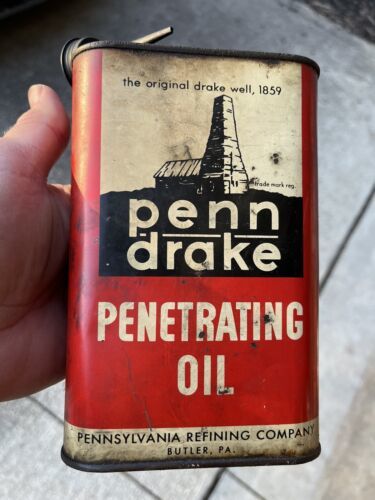 the original drake well, 1859
trade mark reg.
penn
drake
PENETRATING
OIL
PENNSYLVANIA REFINING COMPANY
BUTLER, PA.